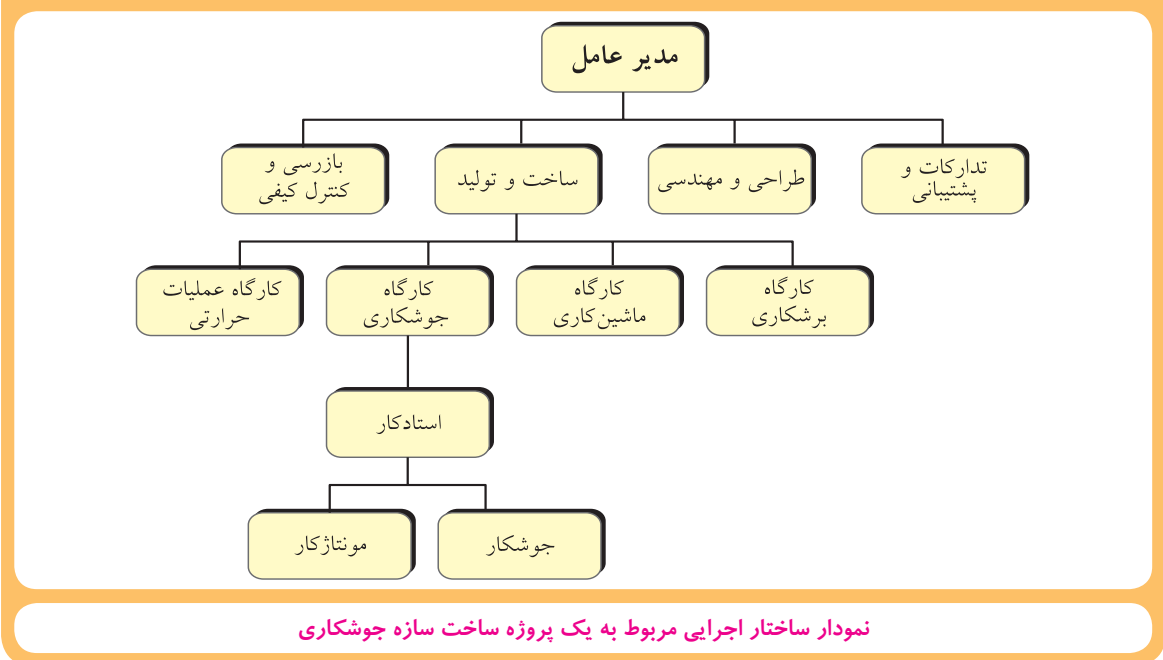 مدیر عامل
تدارکات و
پشتیبانی
طراحی و مهندسی
ساخت و تولید
بازرسی و
کنترل کیفی
کارگاه
برشکاری
کارگاه
ماشین‌کاری
کارگاه
جوشکاری
کارگاه عملیات
حرارتی
استادکار
جوشکار
مونتاژکار
نمودار ساختار اجرایی مربوط به یک پروژه ساخت سازه جوشکاری